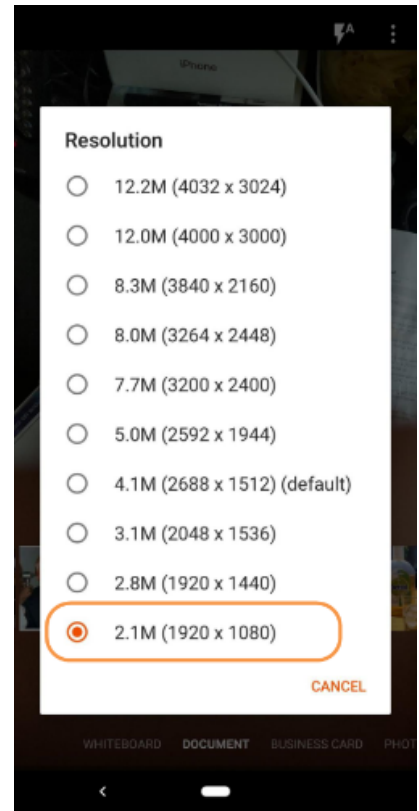 A
iPhone
Resolution
12.2M (4032 x 3024)
12.0M (4000 x 3000)
8.3M (3840 x 2160)
8.0M (3264 x 2448)
7.7M (3200 x 2400)
5.0M (2592 x 1944)
4.1M (2688 x 1512) (default)
3.1M (2048 x 1536)
2.8M (1920 x 1440)
2.1M (1920 x 1080)
CANCEL
WHITEBOARD DOCUMENT BUSINESS CARD PHOT